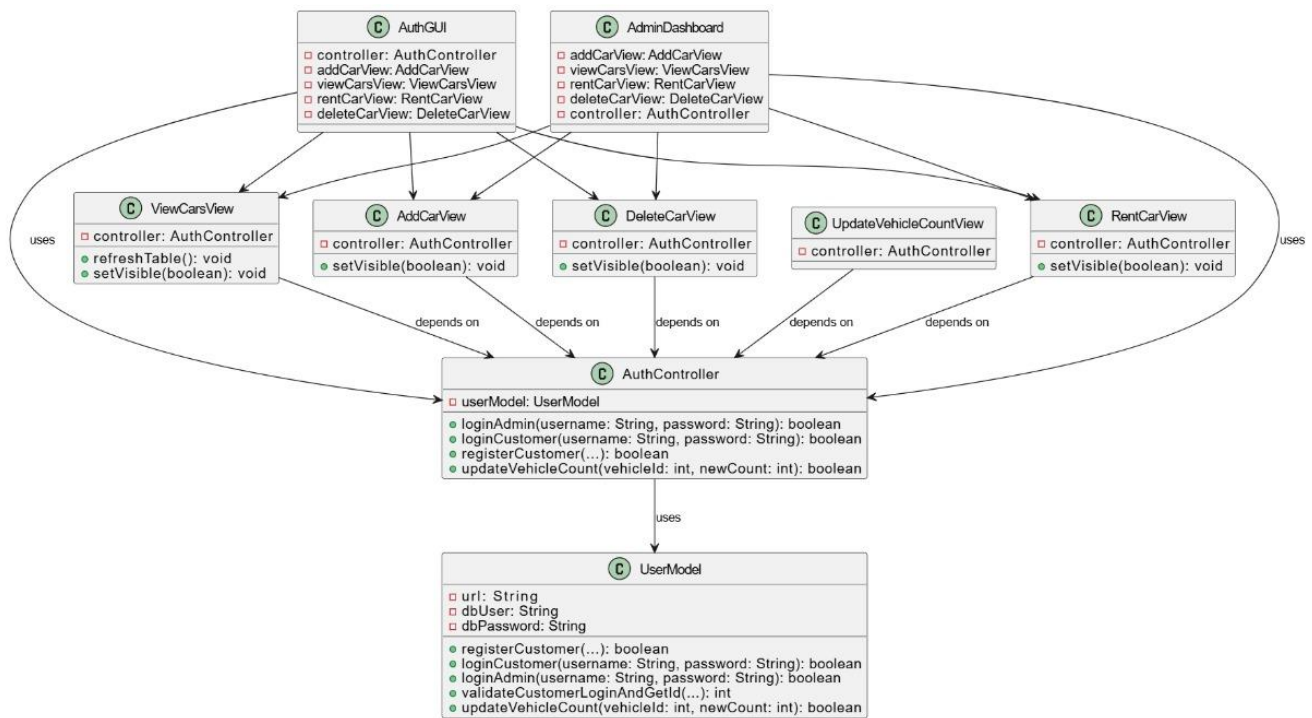 C AuthGUI
controller: AuthController
addCarView: AddCarView
viewCarsView: ViewCarsView
rentCarView: RentCarView
deleteCarView: DeleteCarView
C AdminDashboard
addCarView: AddCarView
viewCarsView: ViewCarsView
rentCarView: RentCarView
deleteCarView: DeleteCarView
controller: AuthController
uses
C ViewCarsView
controller: AuthController
refreshTable(): void
setVisible(boolean): void
C AddCarView
controller: AuthController
setVisible(boolean): void
C DeleteCarView
controller: AuthController
setVisible(boolean): void
C UpdateVehicleCountView
controller: AuthController
C RentCarView
controller: AuthController
setVisible(boolean): void
uses
depends on
depends on
depends on
depends on
depends on
C AuthController
userModel: UserModel
loginAdmin(username: String, password: String): boolean
loginCustomer(username: String, password: String): boolean
registerCustomer(...): boolean
updateVehicleCount(vehicleId: int, newCount: int): boolean
uses
C UserModel
url: String
dbUser: String
dbPassword: String
registerCustomer(...): boolean
loginCustomer(username: String, password: String): boolean
loginAdmin(username: String, password: String): boolean
validateCustomerLoginAndGetId(...): int
updateVehicleCount(vehicleId: int, newCount: int): boolean